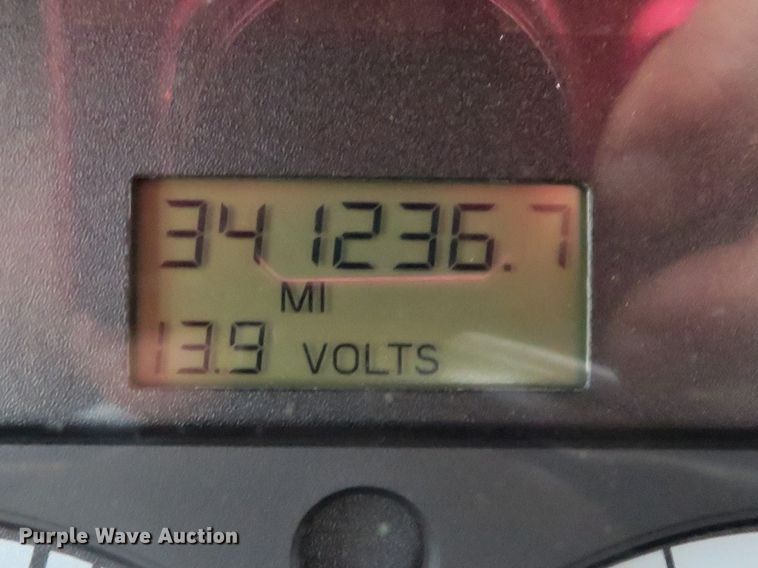 341236.7
MI
13.9 VOLTS
Purple Wave Auction